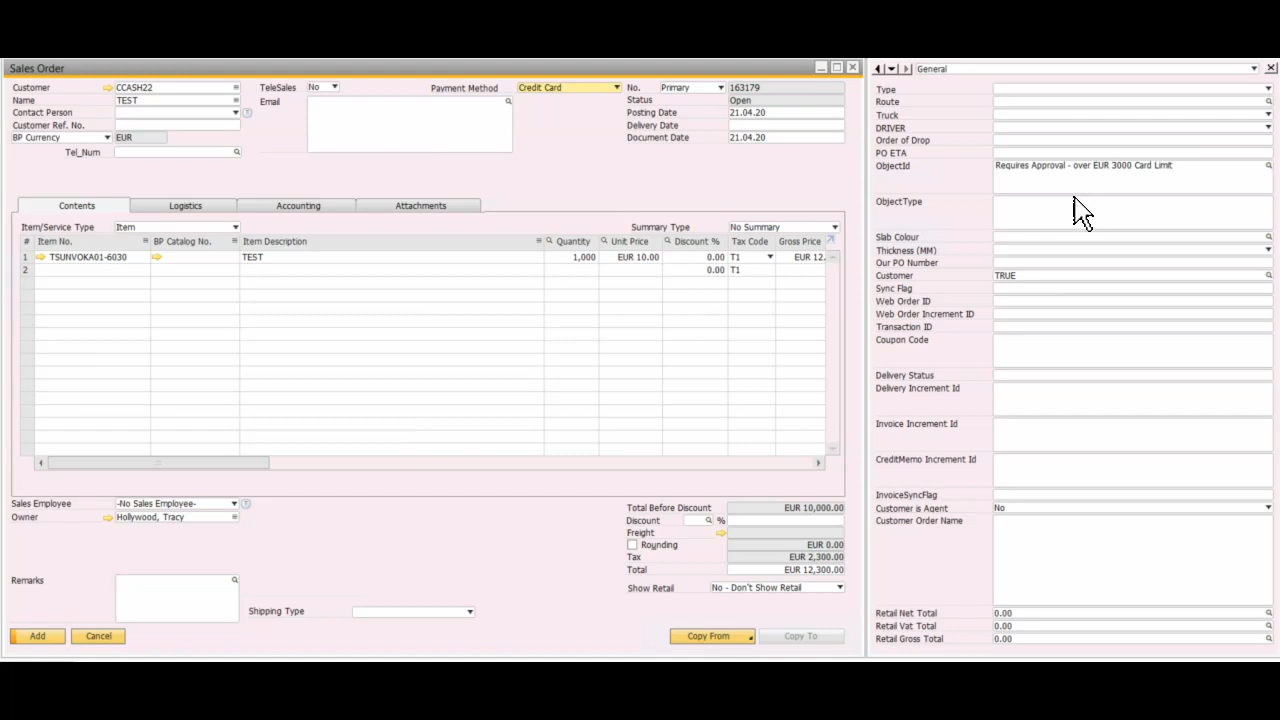 Sales Order
Customer CCASH22
Name TEST
Contact Person
Customer Ref. No.
BP Currency EUR
Tel_Num
TeleSales No
Email
Payment Method Credit Card
No. Primary 163179
Status Open
Posting Date 21.04.20
Delivery Date
Document Date 21.04.20
Contents Logistics Accounting Attachments
Item/Service Type Item
Summary Type No Summary
# Item No. BP Catalog No. Item Description Quantity Unit Price Discount % Tax Code Gross Price
1 TSUNVOKA01-6030 TEST 1,000 EUR 10.00 0.00 T1 EUR 12.
2 0.00 T1
Sales Employee -No Sales Employee-
Owner Hollywood, Tracy
Remarks
Shipping Type
Total Before Discount EUR 10,000.00
Discount %
Freight
Rounding EUR 0.00
Tax EUR 2,300.00
Total EUR 12,300.00
Show Retail No - Don't Show Retail
Add Cancel
Copy From Copy To
General
Type
Route
Truck
DRIVER
Order of Drop
PO ETA
ObjectId Requires Approval - over EUR 3000 Card Limit
ObjectType
Slab Colour
Thickness (MM)
Our PO Number
Customer TRUE
Sync Flag
Web Order ID
Web Order Increment ID
Transaction ID
Coupon Code
Delivery Status
Delivery Increment Id
Invoice Increment Id
CreditMemo Increment Id
InvoiceSyncFlag
Customer is Agent No
Customer Order Name
Retail Net Total 0.00
Retail Vat Total 0.00
Retail Gross Total 0.00